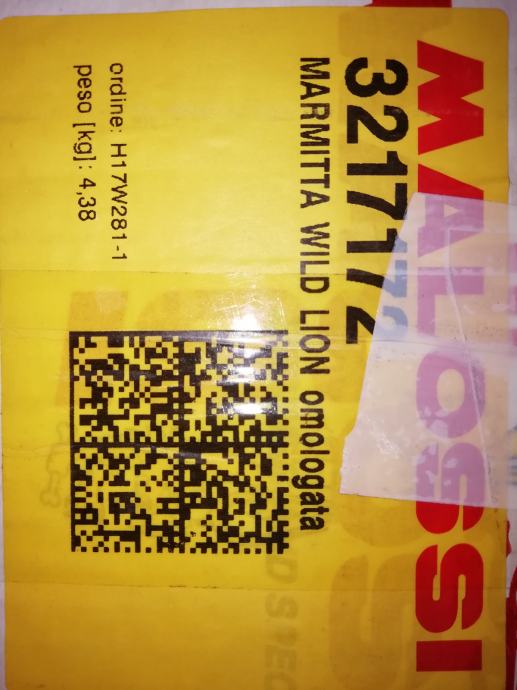 MALOSSI
3217172
MARMITTA WILD LION omologata
ordine: H17W281-1
peso [kg]: 4,38